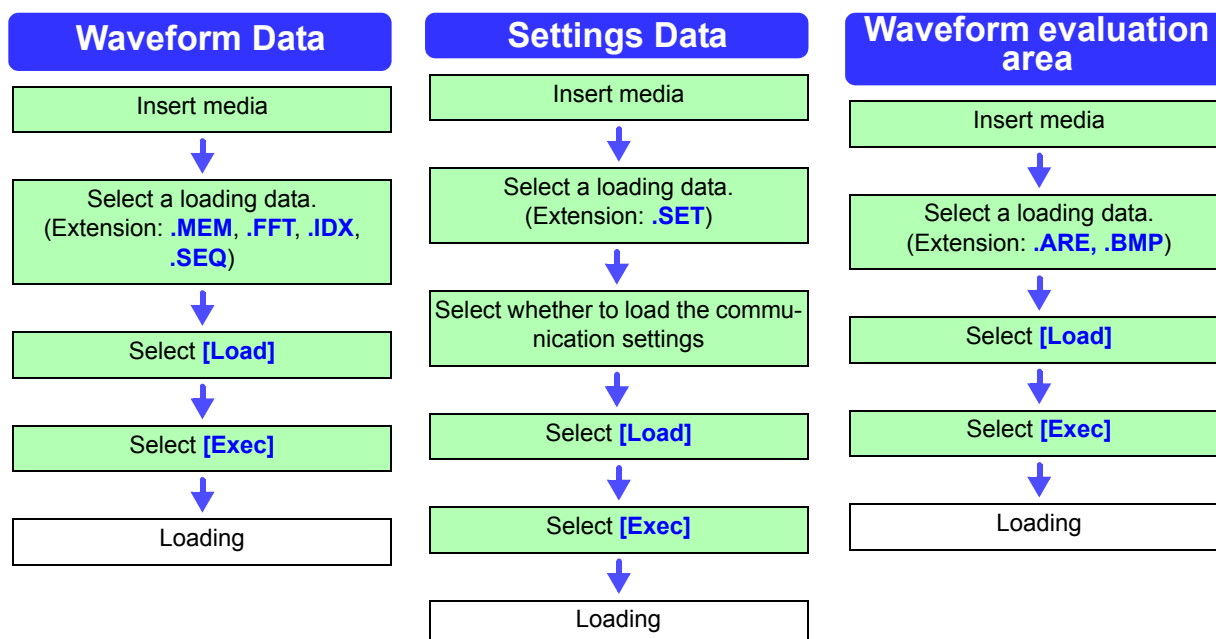 Waveform Data
Insert media
Select a loading data.
(Extension: .MEM, .FFT, .IDX,
.SEQ)
Select [Load]
Select [Exec]
Loading
Settings Data
Insert media
Select a loading data.
(Extension: .SET)
Select whether to load the commu-
nication settings
Select [Load]
Select [Exec]
Loading
Waveform evaluation
area
Insert media
Select a loading data.
(Extension: .ARE, .BMP)
Select [Load]
Select [Exec]
Loading